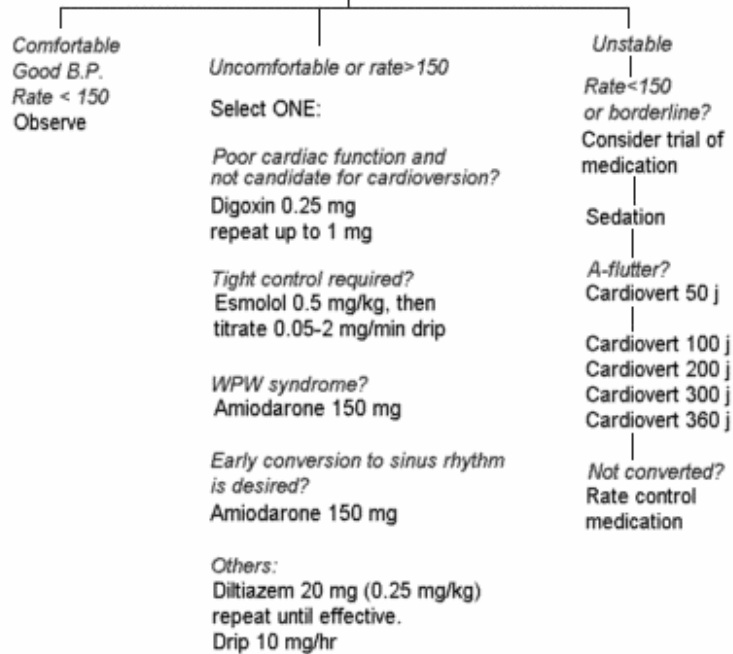 Comfortable
Good B.P.
Rate < 150
Observe
Uncomfortable or rate>150
Select ONE:
Poor cardiac function and
not candidate for cardioversion?
Digoxin 0.25 mg
repeat up to 1 mg
Tight control required?
Esmolol 0.5 mg/kg, then
titrate 0.05-2 mg/min drip
WPW syndrome?
Amiodarone 150 mg
Early conversion to sinus rhythm
is desired?
Amiodarone 150 mg
Others:
Diltiazem 20 mg (0.25 mg/kg)
repeat until effective.
Drip 10 mg/hr
Unstable
Rate<150
or borderline?
Consider trial of
medication
Sedation
A-flutter?
Cardiovert 50 j
Cardiovert 100 j
Cardiovert 200 j
Cardiovert 300 j
Cardiovert 360 j
Not converted?
Rate control
medication